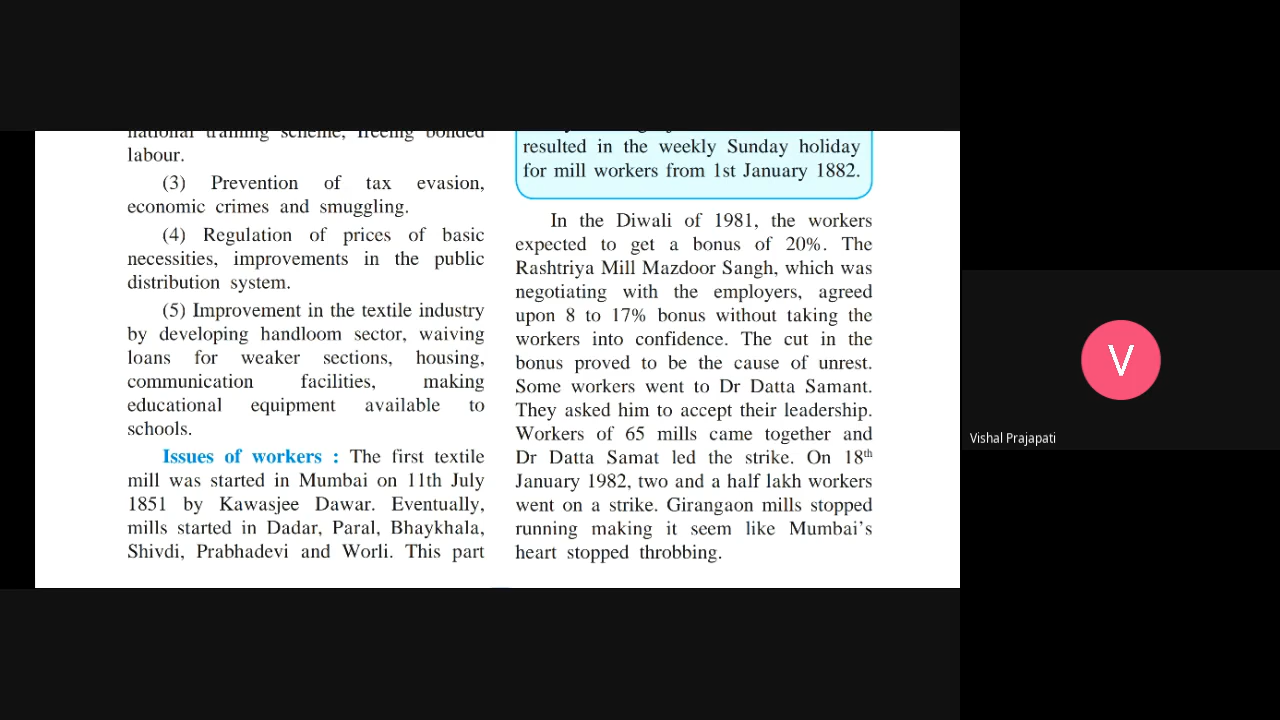 national training scheme, freeing bonded
labour.
(3) Prevention of tax evasion,
economic crimes and smuggling.
(4) Regulation of prices of basic
necessities, improvements in the public
distribution system.
(5) Improvement in the textile industry
by developing handloom sector, waiving
loans for weaker sections, housing,
communication facilities, making
educational equipment available to
schools.
Issues of workers : The first textile
mill was started in Mumbai on 11th July
1851 by Kawasjee Dawar. Eventually,
mills started in Dadar, Paral, Bhaykhala,
Shivdi, Prabhadevi and Worli. This part
resulted in the weekly Sunday holiday
for mill workers from 1st January 1882.
In the Diwali of 1981, the workers
expected to get a bonus of 20%. The
Rashtriya Mill Mazdoor Sangh, which was
negotiating with the employers, agreed
upon 8 to 17% bonus without taking the
workers into confidence. The cut in the
bonus proved to be the cause of unrest.
Some workers went to Dr Datta Samant.
They asked him to accept their leadership.
Workers of 65 mills came together and
Dr Datta Samat led the strike. On 18th
January 1982, two and a half lakh workers
went on a strike. Girangaon mills stopped
running making it seem like Mumbai's
heart stopped throbbing.
V
Vishal Prajapati